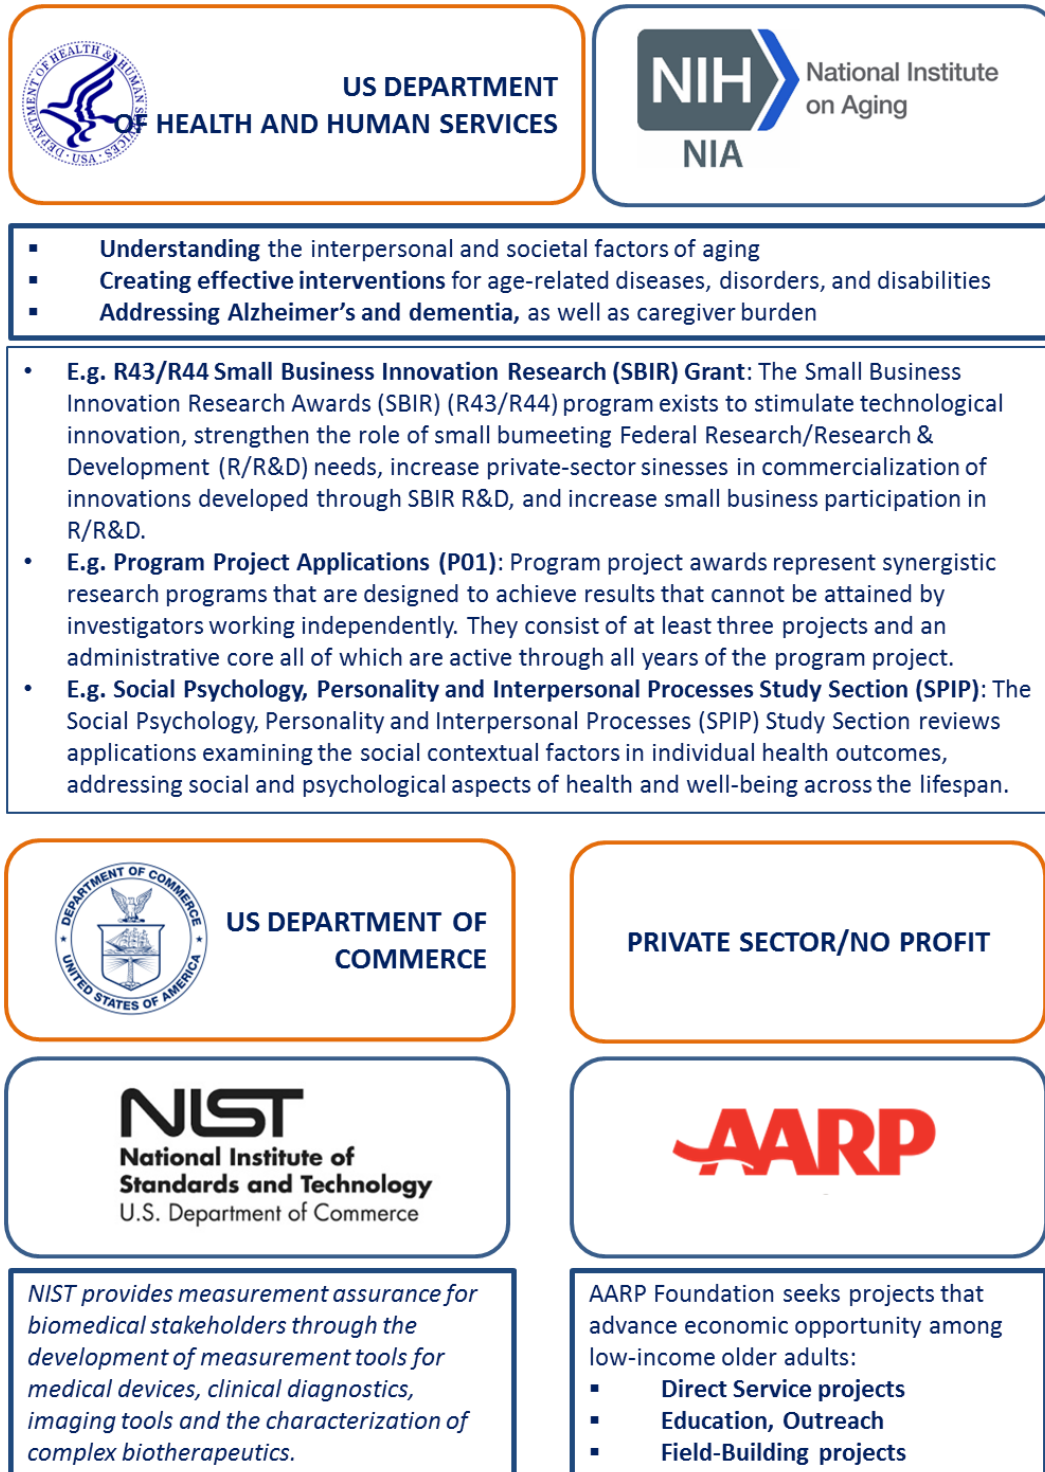 DEPARTMENT OF HEALTH & HUMAN SERVICES · USA
US DEPARTMENT
OF HEALTH AND HUMAN SERVICES
NIH National Institute
on Aging
NIA
▪ Understanding the interpersonal and societal factors of aging
▪ Creating effective interventions for age-related diseases, disorders, and disabilities
▪ Addressing Alzheimer's and dementia, as well as caregiver burden
• E.g. R43/R44 Small Business Innovation Research (SBIR) Grant: The Small Business
Innovation Research Awards (SBIR) (R43/R44) program exists to stimulate technological
innovation, strengthen the role of small bumeeting Federal Research/Research &
Development (R/R&D) needs, increase private-sector sinesses in commercialization of
innovations developed through SBIR R&D, and increase small business participation in
R/R&D.
• E.g. Program Project Applications (P01): Program project awards represent synergistic
research programs that are designed to achieve results that cannot be attained by
investigators working independently. They consist of at least three projects and an
administrative core all of which are active through all years of the program project.
• E.g. Social Psychology, Personality and Interpersonal Processes Study Section (SPIP): The
Social Psychology, Personality and Interpersonal Processes (SPIP) Study Section reviews
applications examining the social contextual factors in individual health outcomes,
addressing social and psychological aspects of health and well-being across the lifespan.
DEPARTMENT OF COMMERCE
UNITED STATES OF AMERICA
US DEPARTMENT OF
COMMERCE
PRIVATE SECTOR/NO PROFIT
NIST
National Institute of
Standards and Technology
U.S. Department of Commerce
AARP
NIST provides measurement assurance for
biomedical stakeholders through the
development of measurement tools for
medical devices, clinical diagnostics,
imaging tools and the characterization of
complex biotherapeutics.
AARP Foundation seeks projects that
advance economic opportunity among
low-income older adults:
▪ Direct Service projects
▪ Education, Outreach
▪ Field-Building projects